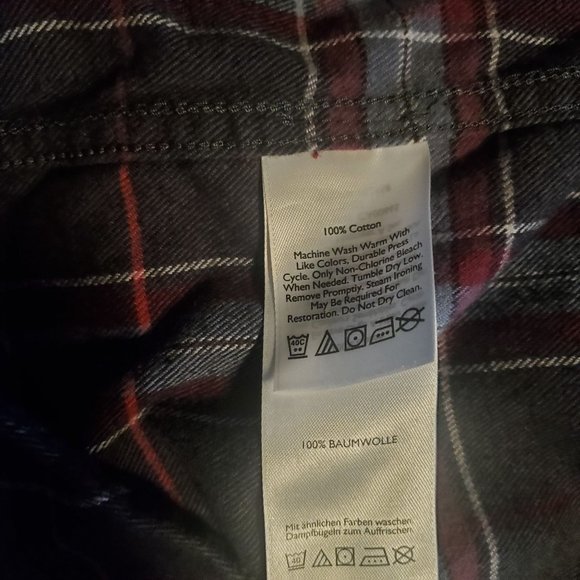 100% Cotton
Machine Wash Warm With
Like Colors, Durable Press
Cycle. Only Non-Chlorine Bleach
When Needed. Tumble Dry Low.
Remove Promptly. Steam Ironing
May Be Required For
Restoration. Do Not Dry Clean.
40C
100% BAUMWOLLE
Mit ähnlichen Farben waschen
Dampfbügeln zum Auffrischen.
40